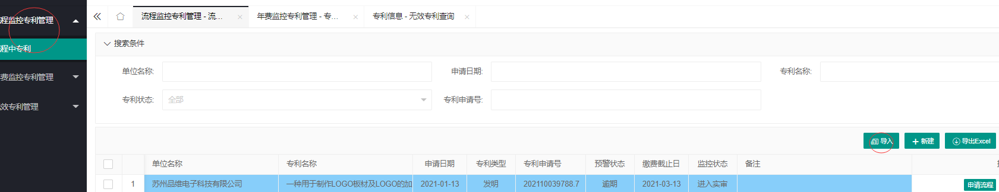 程监控专利管理
程中专利
费监控专利管理
效专利管理
流程监控专利管理 - 流...
年费监控专利管理 - 专...
专利信息 - 无效专利查询
搜索条件
单位名称:
申请日期:
专利名称:
专利状态:
全部
专利申请号:
导入
新建
导出Excel
单位名称 专利名称 申请日期 专利类型 专利申请号 预警状态 缴费截止日 监控状态 备注
1 苏州品维电子科技有限公司 一种用于制作LOGO板材及LOGO的加 2021-01-13 发明 202110039788.7 逾期 2021-03-13 进入实审 申请流程